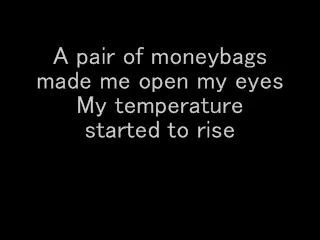 A pair of moneybags
made me open my eyes
My temperature
started to rise